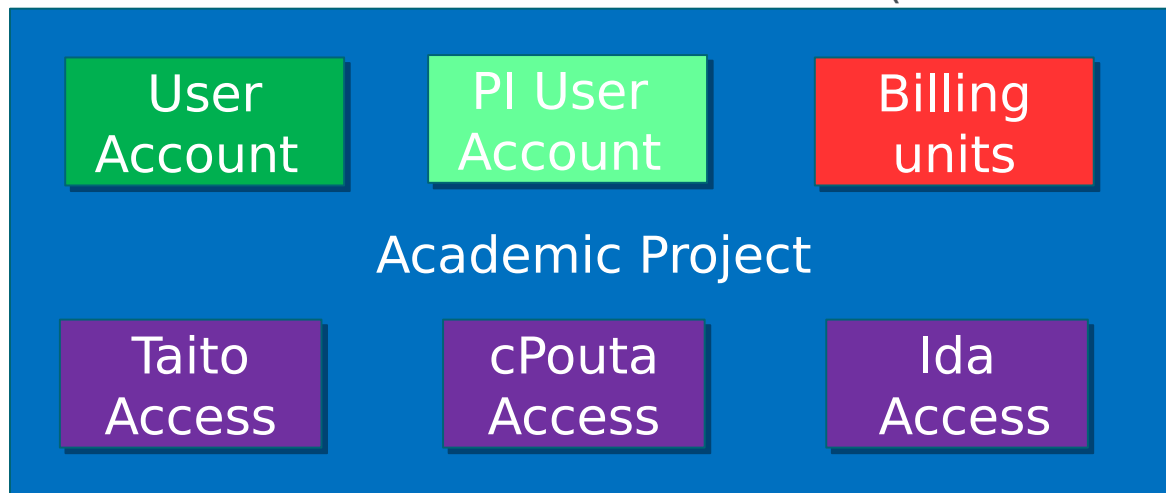 User
Account
PI User
Account
Billing
units
Academic Project
Taito
Access
cPouta
Access
Ida
Access